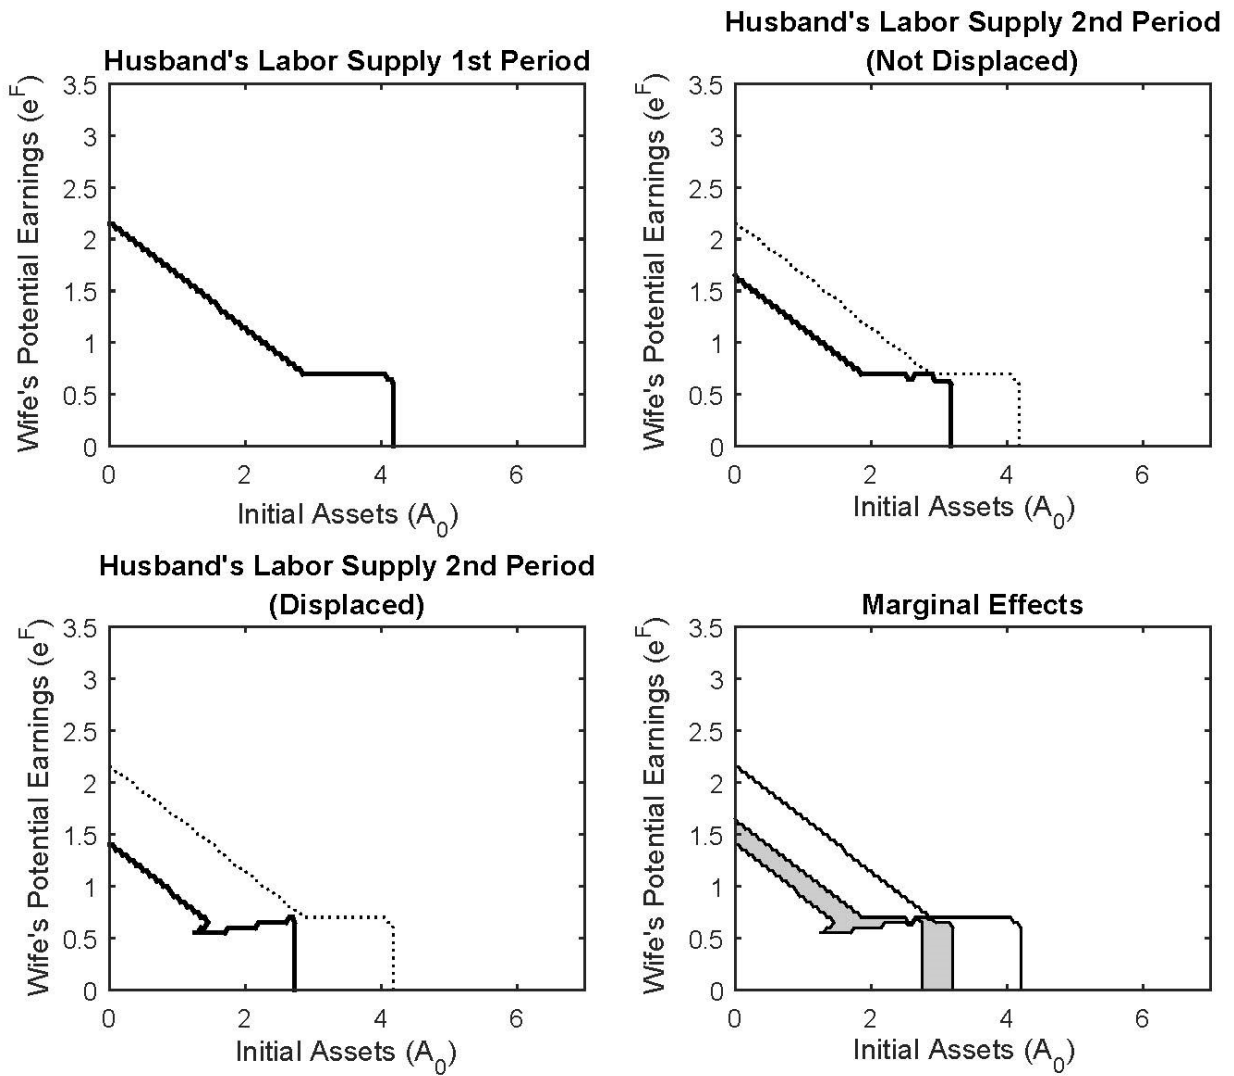 Husband's Labor Supply 1st Period
Wife's Potential Earnings (e^F)
3.5
3
2.5
2
1.5
1
0.5
0
0 2 4 6
Initial Assets (A_0)
Husband's Labor Supply 2nd Period
(Not Displaced)
Wife's Potential Earnings (e^F)
3.5
3
2.5
2
1.5
1
0.5
0
0 2 4 6
Initial Assets (A_0)
Husband's Labor Supply 2nd Period
(Displaced)
Wife's Potential Earnings (e^F)
3.5
3
2.5
2
1.5
1
0.5
0
0 2 4 6
Initial Assets (A_0)
Marginal Effects
Wife's Potential Earnings (e^F)
3.5
3
2.5
2
1.5
1
0.5
0
0 2 4 6
Initial Assets (A_0)